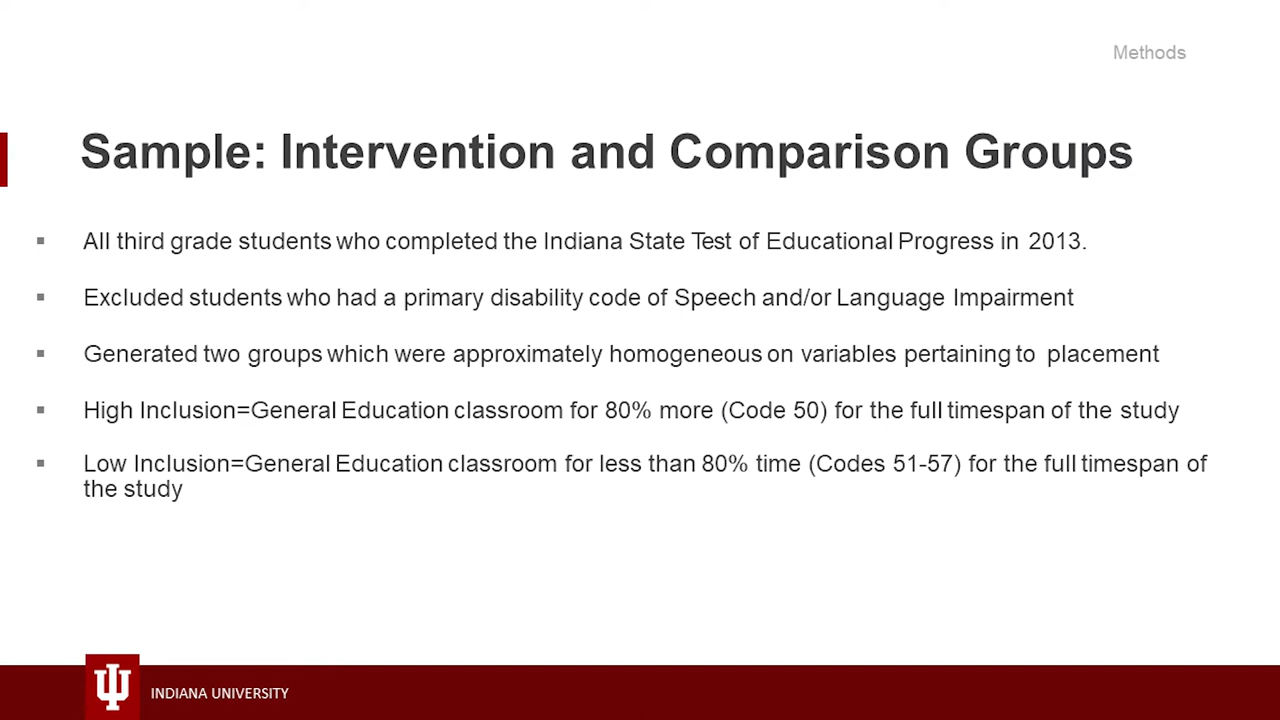 Methods
Sample: Intervention and Comparison Groups
All third grade students who completed the Indiana State Test of Educational Progress in 2013.
Excluded students who had a primary disability code of Speech and/or Language Impairment
Generated two groups which were approximately homogeneous on variables pertaining to placement
High Inclusion=General Education classroom for 80% more (Code 50) for the full timespan of the study
Low Inclusion=General Education classroom for less than 80% time (Codes 51-57) for the full timespan of
the study
INDIANA UNIVERSITY